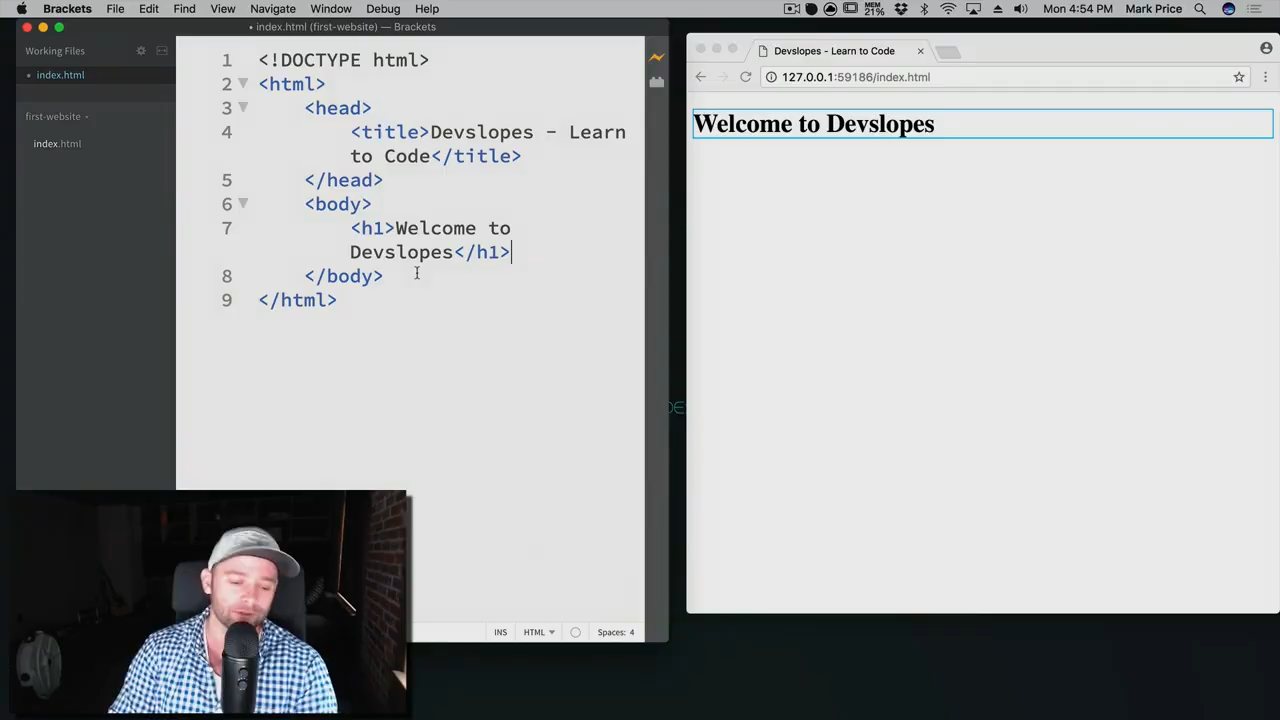 Brackets File Edit Find View Navigate Window Debug Help MEM 21% Mon 4:54 PM Mark Price
• index.html (first-website) — Brackets
Working Files
• index.html
first-website
index.html
1 <!DOCTYPE html>
2 <html>
3 <head>
4 <title>Devslopes - Learn
to Code</title>
5 </head>
6 <body>
7 <h1>Welcome to
Devslopes</h1>
8 </body>
9 </html>
INS HTML Spaces: 4
Devslopes - Learn to Code
127.0.0.1:59186/index.html
Welcome to Devslopes